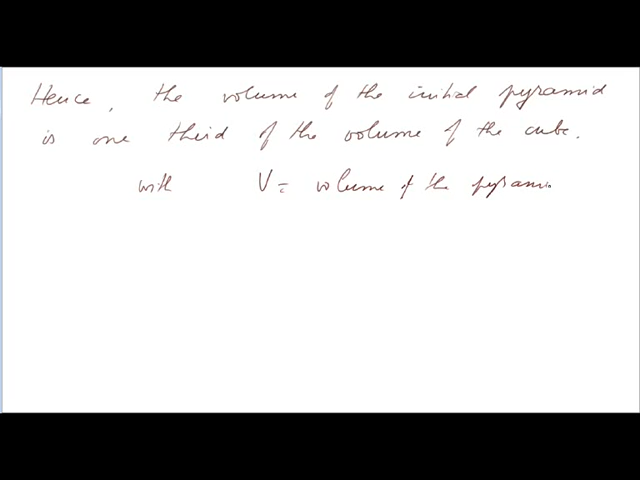 Hence, the volume of the initial pyramid
is one third of the volume of the cube.
with V = volume of the pyrami